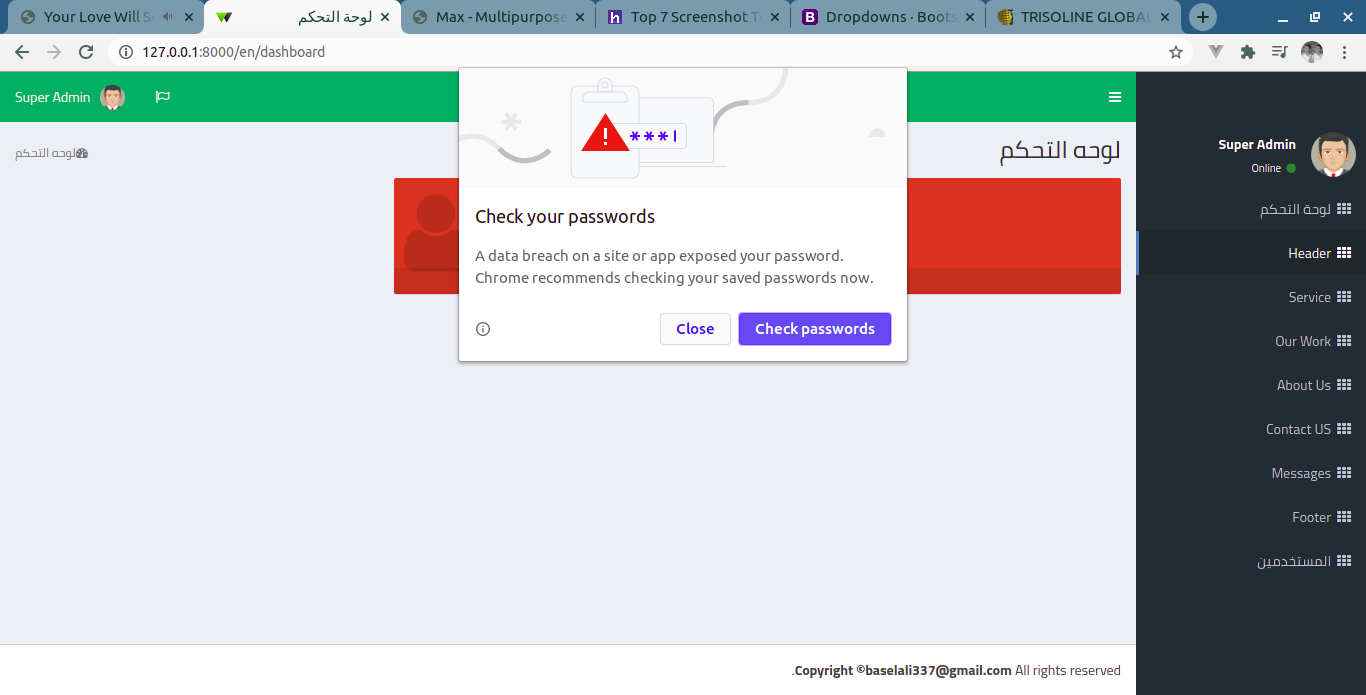 Your Love Will S
لوحة التحكم
Max - Multipurpose
Top 7 Screenshot T
Dropdowns · Boots
TRISOLINE GLOBAL
127.0.0.1:8000/en/dashboard
Super Admin
لوحه التحكم
لوحه التحكم
***|
Check your passwords
A data breach on a site or app exposed your password.
Chrome recommends checking your saved passwords now.
Close
Check passwords
Super Admin
Online
لوحة التحكم
Header
Service
Our Work
About Us
Contact US
Messages
Footer
المستخدمين
.Copyright ©baselali337@gmail.com All rights reserved